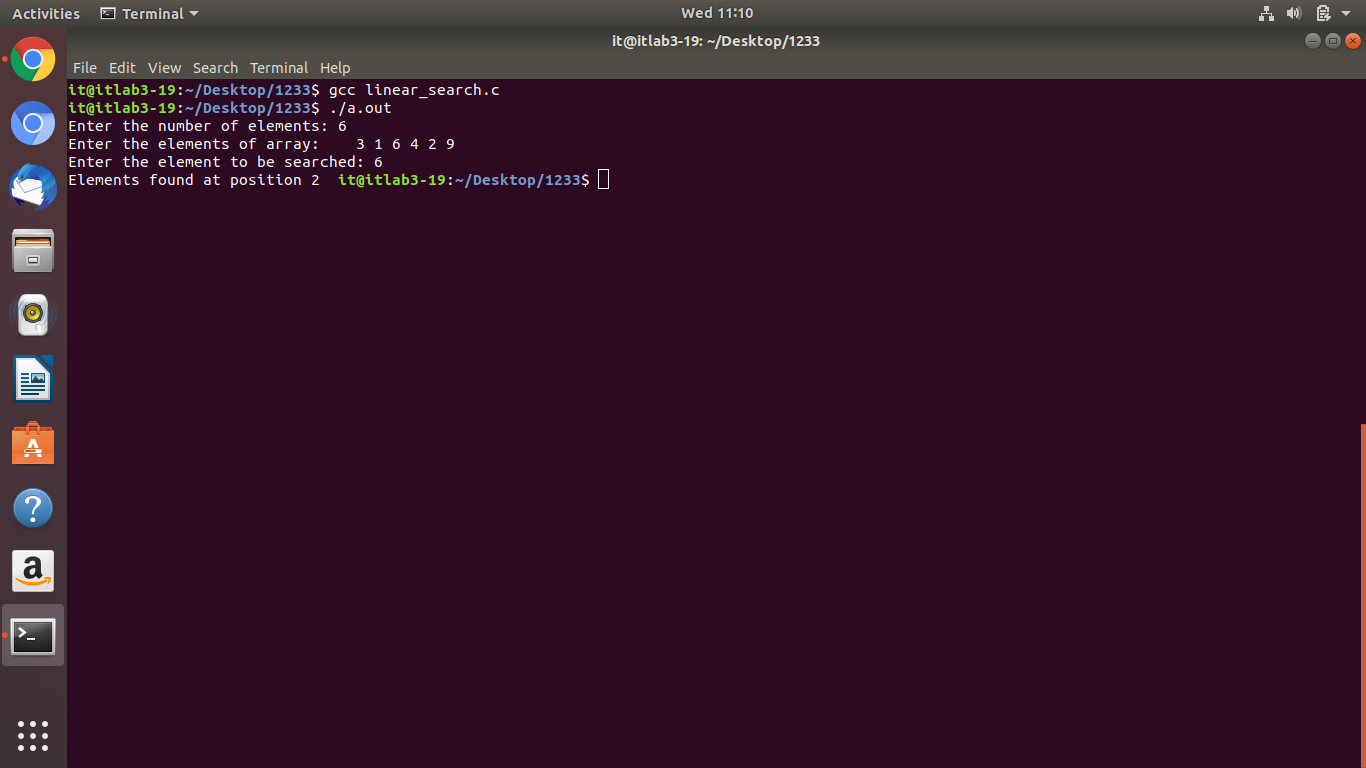 Activities Terminal Wed 11:10
it@itlab3-19: ~/Desktop/1233
File Edit View Search Terminal Help
it@itlab3-19:~/Desktop/1233$ gcc linear_search.c
it@itlab3-19:~/Desktop/1233$ ./a.out
Enter the number of elements: 6
Enter the elements of array:    3 1 6 4 2 9
Enter the element to be searched: 6
Elements found at position 2  it@itlab3-19:~/Desktop/1233$